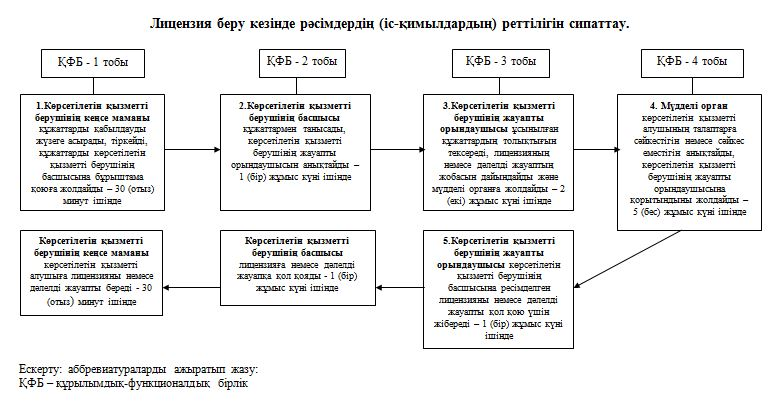 Лицензия беру кезінде рәсімдердің (іс-қимылдардың) реттілігін сипаттау.
ҚФБ - 1 тобы
ҚФБ - 2 тобы
ҚФБ - 3 тобы
ҚФБ - 4 тобы
1.Көрсетілетін қызметті
берушінің кеңсе маманы
құжаттарды қабылдауды
жүзеге асырады, тіркейді,
құжаттарды көрсетілетін
қызметті берушінің
басшысына бұрыштама
қоюға жолдайды – 30 (отыз)
минут ішінде
2.Көрсетілетін қызметті
берушінің басшысы
құжаттармен танысады,
көрсетілетін қызметті
берушінің жауапты
орындаушысын анықтайды –
1 (бір) жұмыс күні ішінде
3.Көрсетілетін қызметті
берушінің жауапты
орындаушысы ұсынылған
құжаттардың толықтығын
тексереді, лицензияның
немесе дәлелді жауаптың
жобасын дайындайды және
мүдделі органға жолдайды – 2
(екі) жұмыс күні ішінде
4. Мүдделі орган
көрсетілетін қызметті
алушының талаптарға
сәйкестігін немесе сәйкес
еместігін анықтайды,
көрсетілетін қызметті
берушінің жауапты
орындаушысына
қорытындыны жолдайды –
5 (бес) жұмыс күні ішінде
Көрсетілетін қызметті
берушінің кеңсе маманы
көрсетілетін қызметті
алушыға лицензияны немесе
дәлелді жауапты береді - 30
(отыз) минут ішінде
Көрсетілетін қызметті
берушінің басшысы
лицензияға немесе дәлелді
жауапқа қол қояды - 1 (бір)
жұмыс күні ішінде
5.Көрсетілетін қызметті
берушінің жауапты
орындаушысы көрсетілетін
қызметті берушінің
басшысына ресімделген
лицензияны немесе дәлелді
жауапты қол қою үшін
жібереді – 1 (бір) жұмыс күні
ішінде
Ескерту: аббревиатураларды ажыратып жазу:
ҚФБ – құрылымдық-функционалдық бірлік